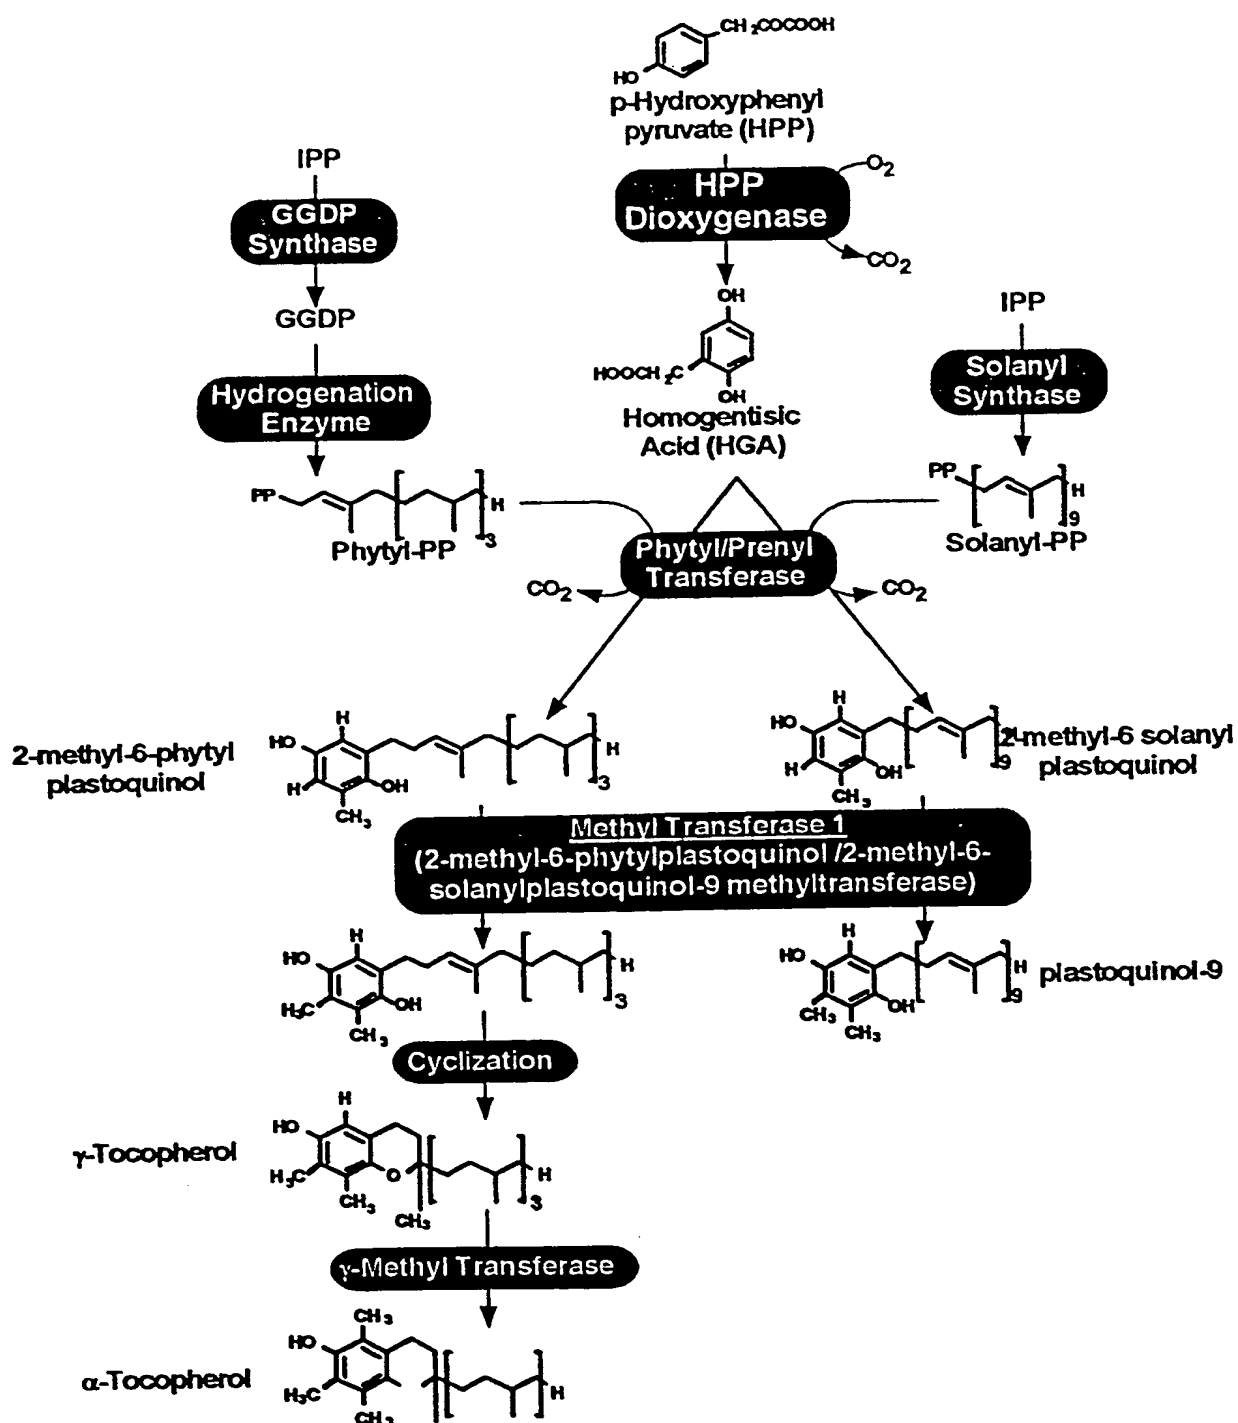 CH₂COCOOH
HO
p-Hydroxyphenyl
pyruvate (HPP)
IPP
O₂
HPP
Dioxygenase
GGDP
Synthase
CO₂
GGDP
OH
IPP
HOOCH₂C
OH
Solanyl
Synthase
Hydrogenation
Enzyme
Homogentisic
Acid (HGA)
PP
H
3
Phytyl-PP
PP
H
9
Solanyl-PP
Phytyl/Prenyl
Transferase
CO₂
CO₂
2-methyl-6-phytyl
plastoquinol
HO
H
H
OH
CH₃
H
3
HO
H
H
OH
CH₃
9
2-methyl-6 solanyl
plastoquinol
Methyl Transferase 1
(2-methyl-6-phytylplastoquinol /2-methyl-6-
solanylplastoquinol-9 methyltransferase)
HO
H
H₃C
OH
CH₃
H
3
HO
H
CH₃
CH₃
OH
H
9
plastoquinol-9
Cyclization
γ-Tocopherol
HO
H
H₃C
CH₃
O
CH₃
H
3
γ-Methyl Transferase
α-Tocopherol
CH₃
HO
H₃C
CH₃
H